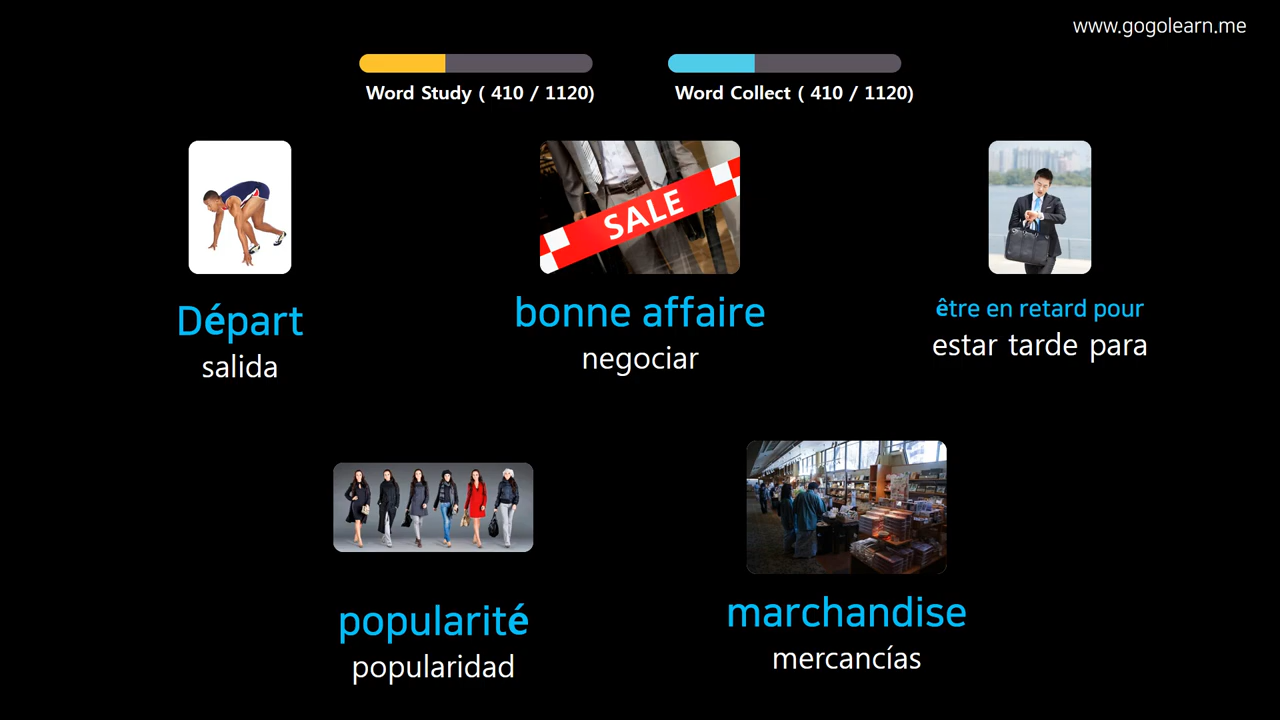 www.gogolearn.me
Word Study ( 410 / 1120)
Word Collect ( 410 / 1120)
SALE
Départ
salida
bonne affaire
negociar
être en retard pour
estar tarde para
popularité
popularidad
marchandise
mercancías